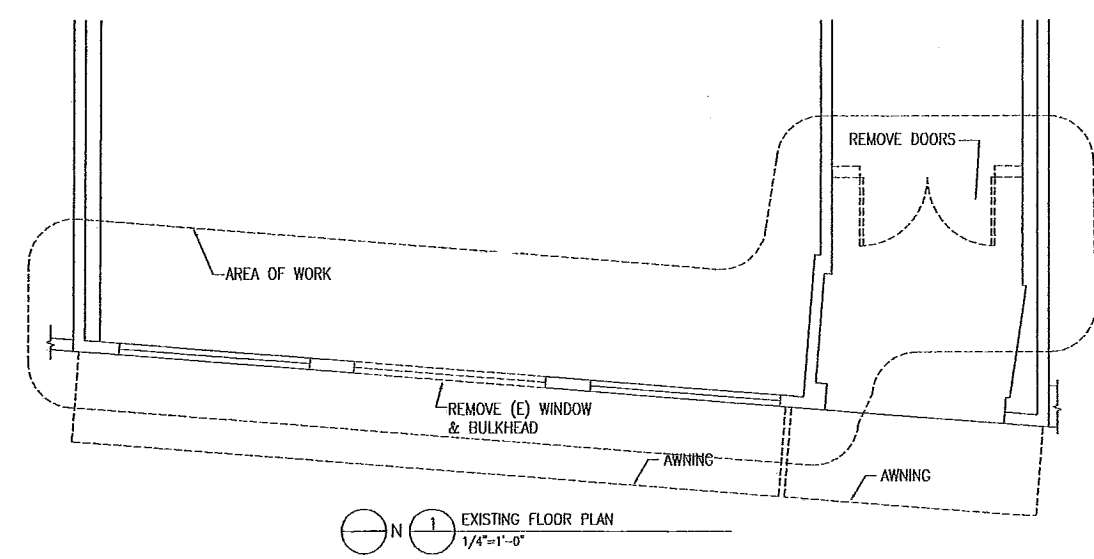 REMOVE DOORS
AREA OF WORK
REMOVE (E) WINDOW
& BULKHEAD
AWNING
AWNING
N
1
EXISTING FLOOR PLAN
1/4"=1'-0"